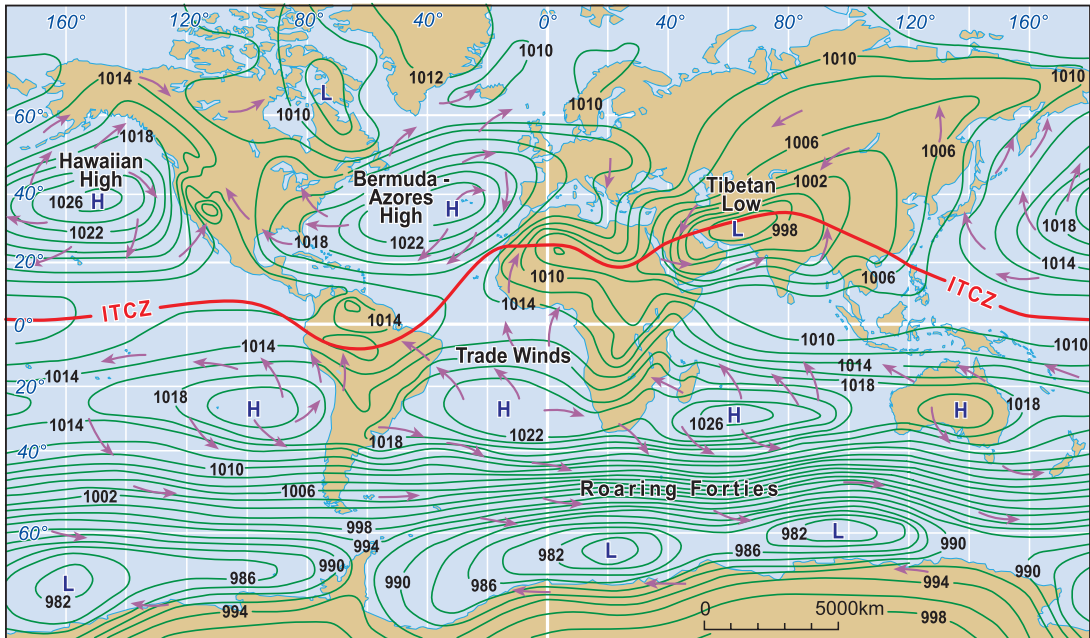 160° 120° 80° 40° 0° 40° 80° 120° 160°
1010
1014
1012
1010
1010
L
1010
1010
60°
1018
1006
1006
Hawaiian
High
Bermuda -
Azores
High
1002
Tibetan
Low
40°
1026 H
H
L
998
1018
1022
1018
1022
1014
20°
1010
1006
1014
ITCZ
ITCZ
1014
0°
1010
1010
1014
Trade Winds
1014
1014
20°
1018
1018
H
H
H
H
1018
1026
1014
1018
1022
40°
1010
1002
1006
Roaring Forties
998
60°
994
982
L
982
L
990
990
986
990
986
986
990
L
982
994
994
998
0 5000km